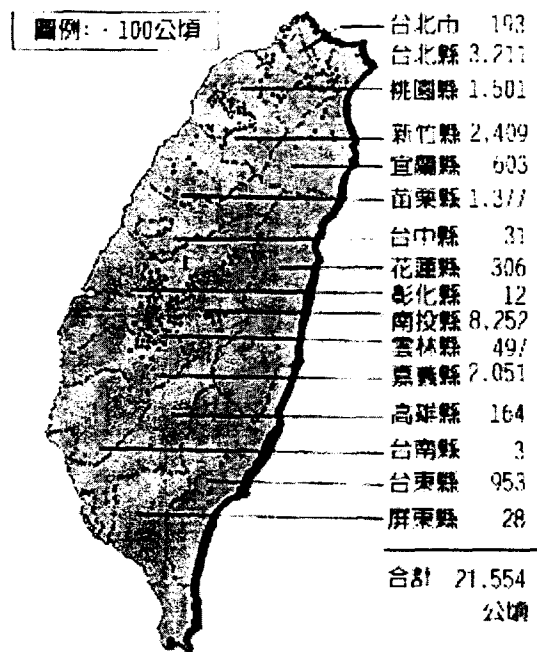 圖例: · 100公頃
台北市 193
台北縣 3,211
桃園縣 1,501
新竹縣 2,409
宜蘭縣 603
苗栗縣 1,377
台中縣 31
花蓮縣 306
彰化縣 12
南投縣 8,252
雲林縣 497
嘉義縣 2,051
高雄縣 164
台南縣 3
台東縣 953
屏東縣 28
合計 21,554
公頃